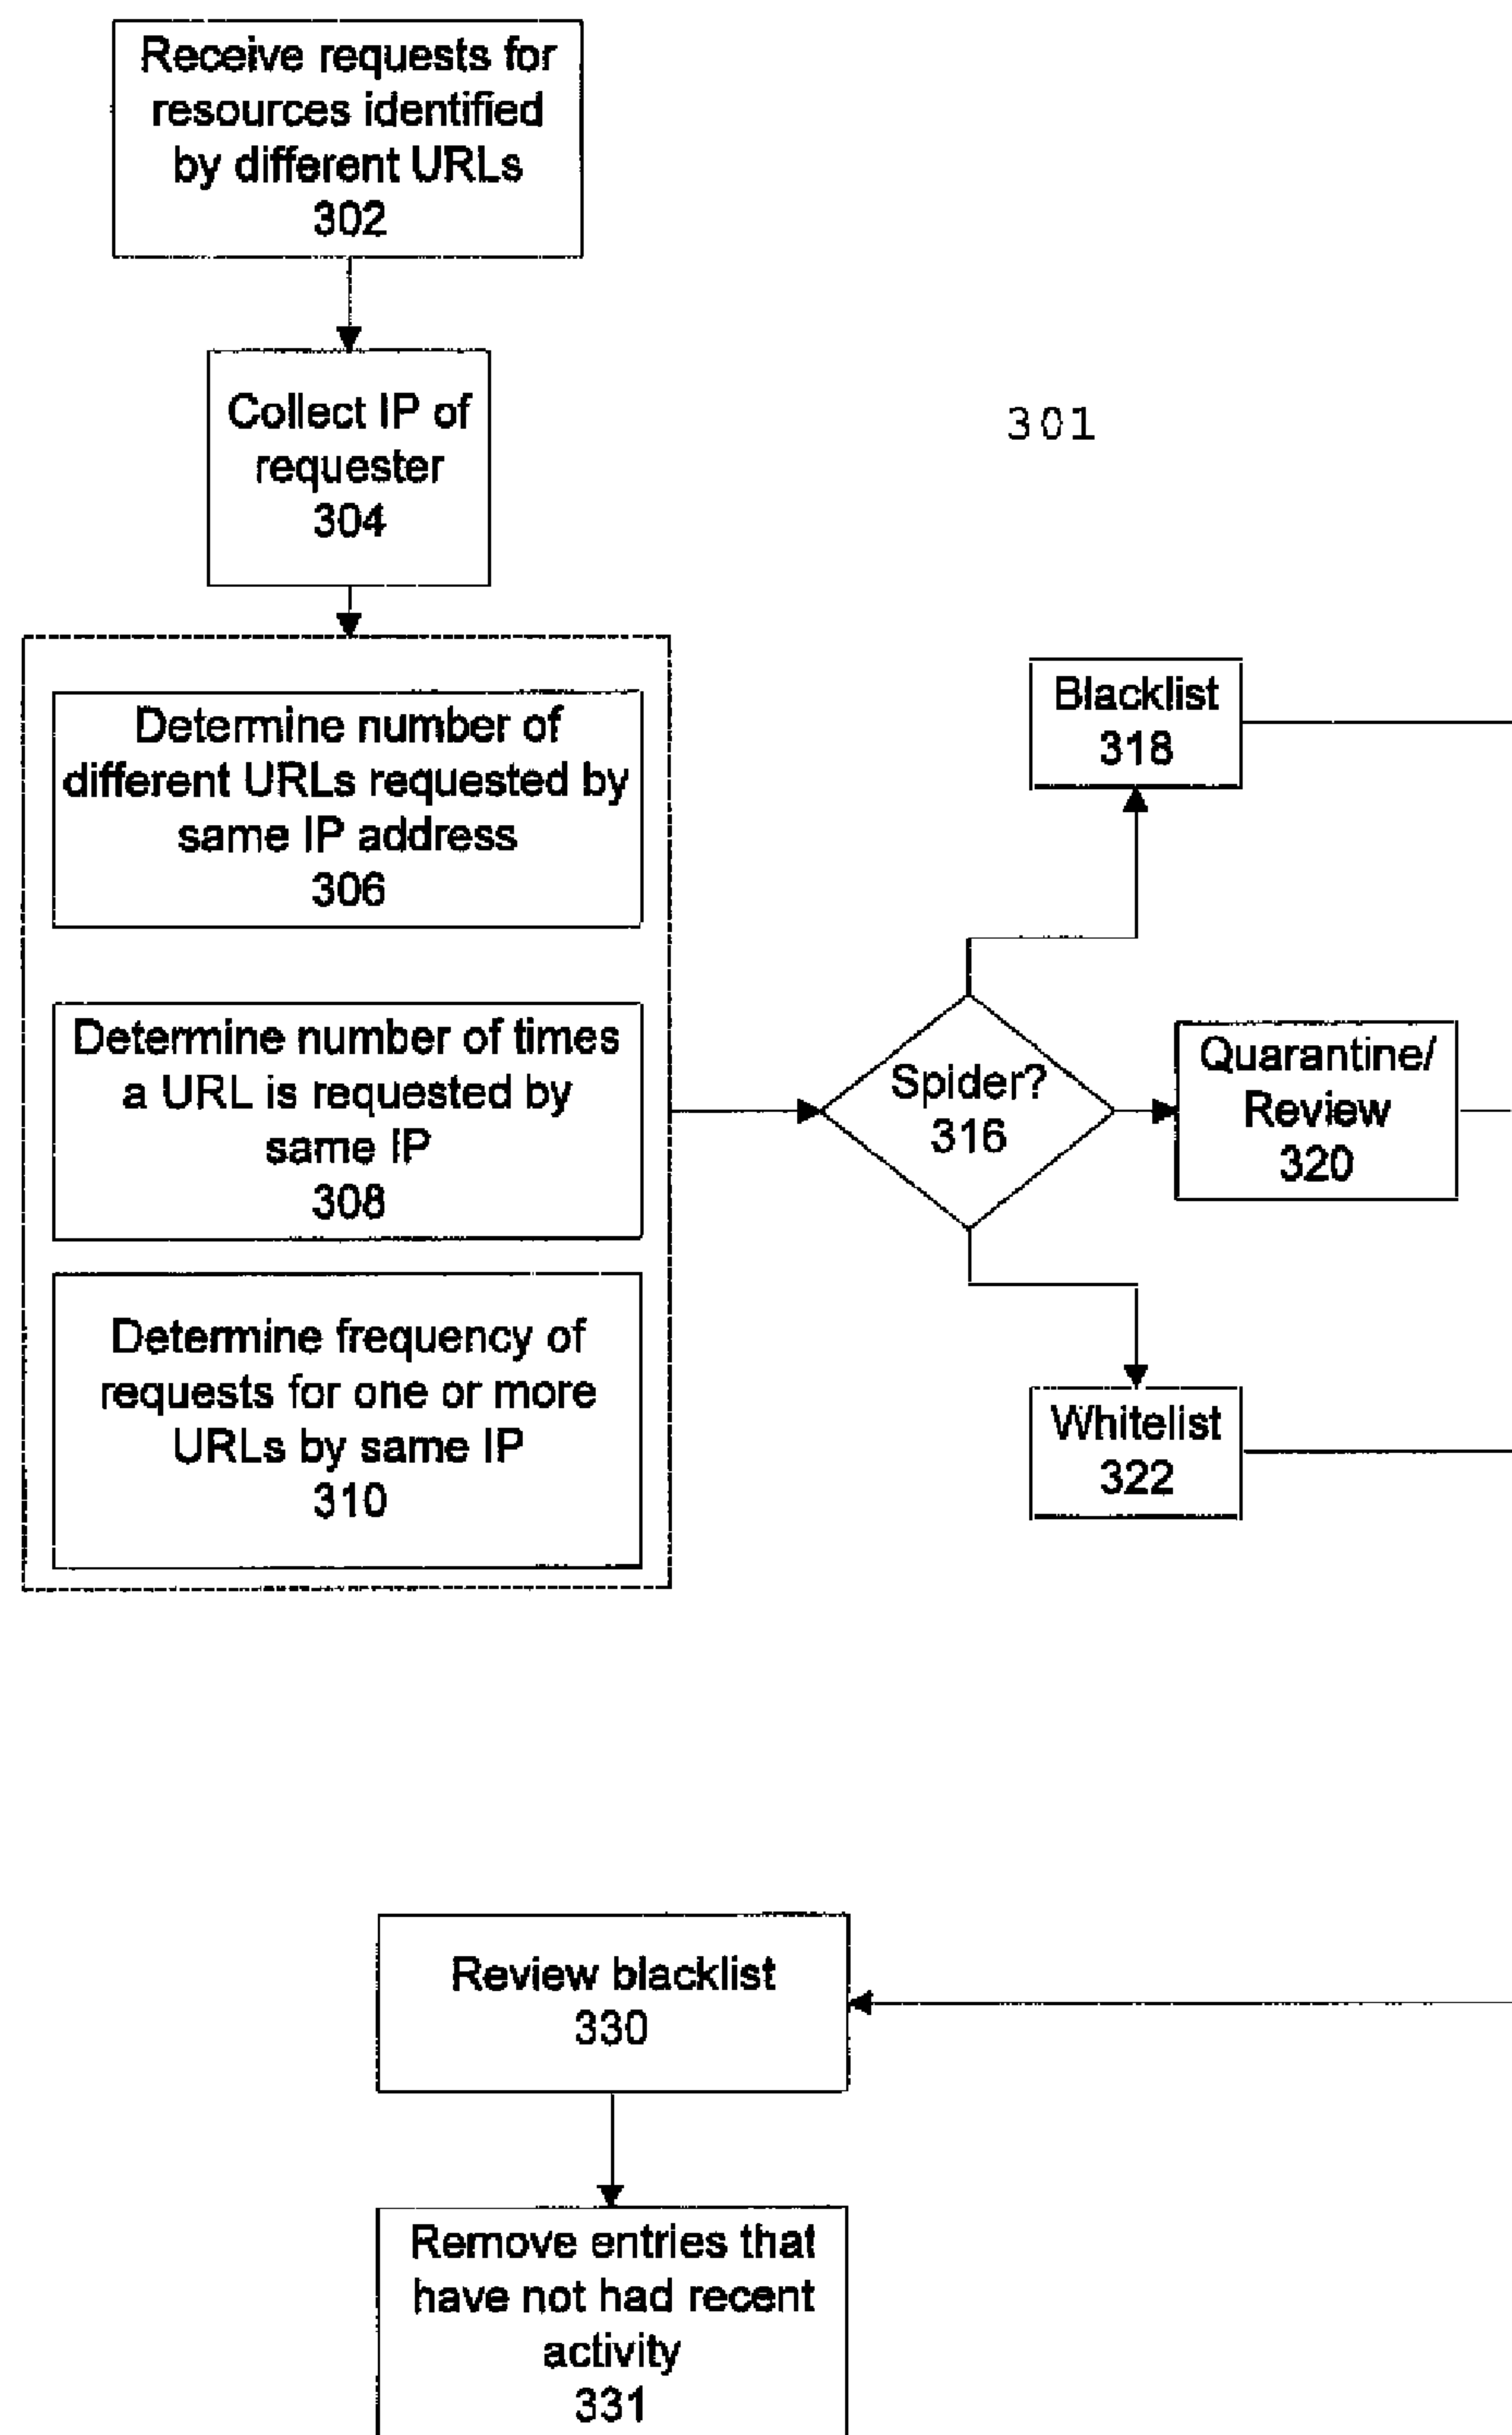 Receive requests for
resources identified
by different URLs
302
Collect IP of
requester
304
301
Determine number of
different URLs requested by
same IP address
306
Determine number of times
a URL is requested by
same IP
308
Determine frequency of
requests for one or more
URLs by same IP
310
Spider?
316
Blacklist
318
Quarantine/
Review
320
Whitelist
322
Review blacklist
330
Remove entries that
have not had recent
activity
331